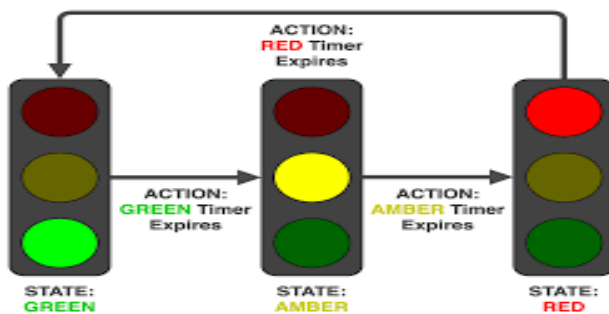 ACTION:
RED Timer
Expires
ACTION:
GREEN Timer
Expires
ACTION:
AMBER Timer
Expires
STATE:
GREEN
STATE:
AMBER
STATE:
RED